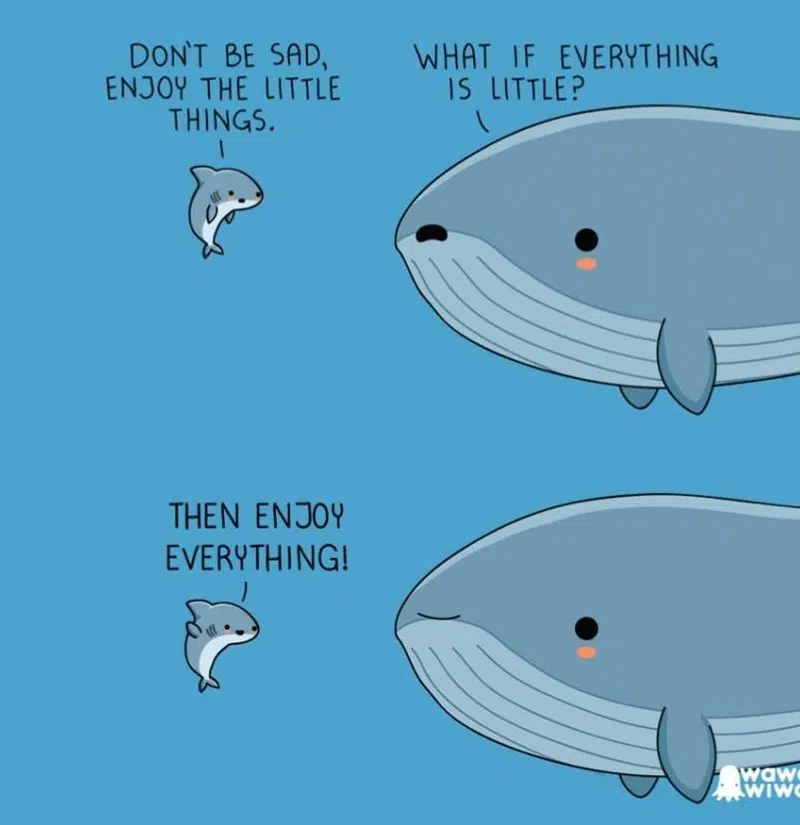 DON'T BE SAD,
ENJOY THE LITTLE
THINGS.
WHAT IF EVERYTHING
IS LITTLE?
THEN ENJOY
EVERYTHING!